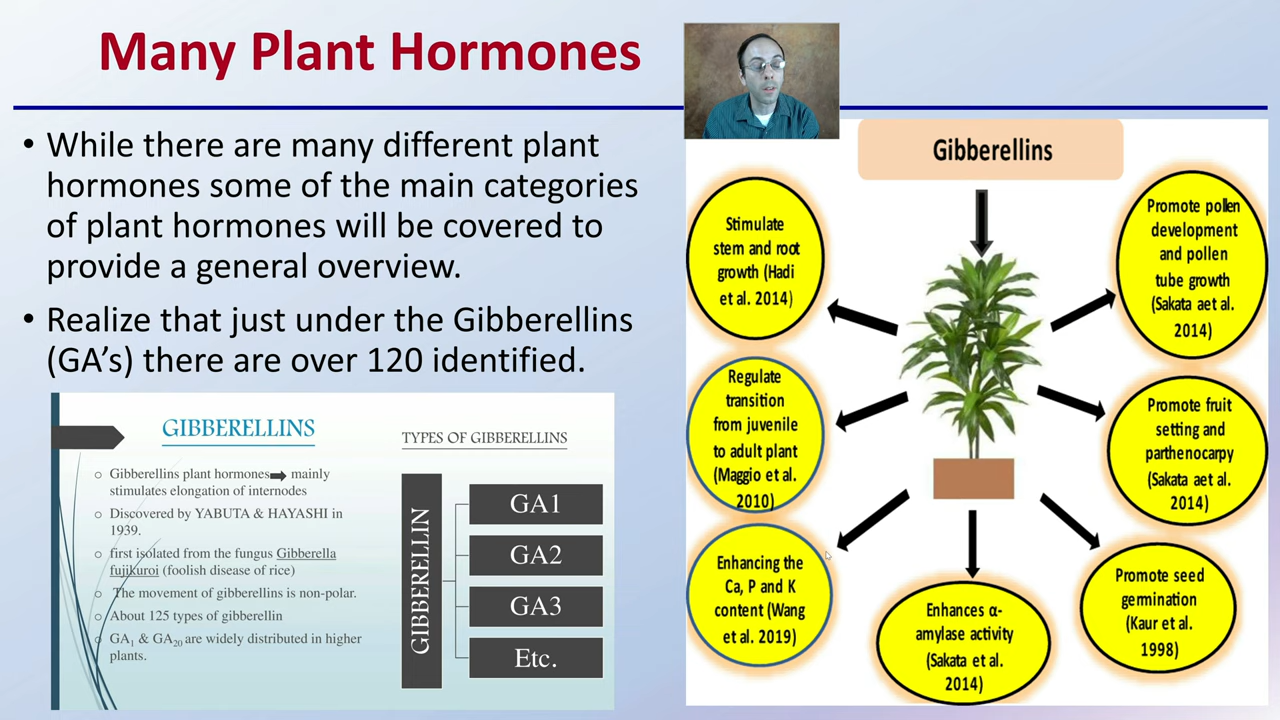 Many Plant Hormones
• While there are many different plant
hormones some of the main categories
of plant hormones will be covered to
provide a general overview.
• Realize that just under the Gibberellins
(GA’s) there are over 120 identified.
GIBBERELLINS
o Gibberellins plant hormones mainly
stimulates elongation of internodes
o Discovered by YABUTA & HAYASHI in
1939.
o first isolated from the fungus Gibberella
fujikuroi (foolish disease of rice)
o The movement of gibberellins is non-polar.
o About 125 types of gibberellin
o GA1 & GA20 are widely distributed in higher
plants.
TYPES OF GIBBERELLINS
GIBBERELLIN
GA1
GA2
GA3
Etc.
Gibberellins
Stimulate
stem and root
growth (Hadi
et al. 2014)
Regulate
transition
from juvenile
to adult plant
(Maggio et al.
2010)
Enhancing the
Ca, P and K
content (Wang
et al. 2019)
Enhances α-
amylase activity
(Sakata et al.
2014)
Promote seed
germination
(Kaur et al.
1998)
Promote fruit
setting and
parthenocarpy
(Sakata aet al.
2014)
Promote pollen
development
and pollen
tube growth
(Sakata aet al.
2014)